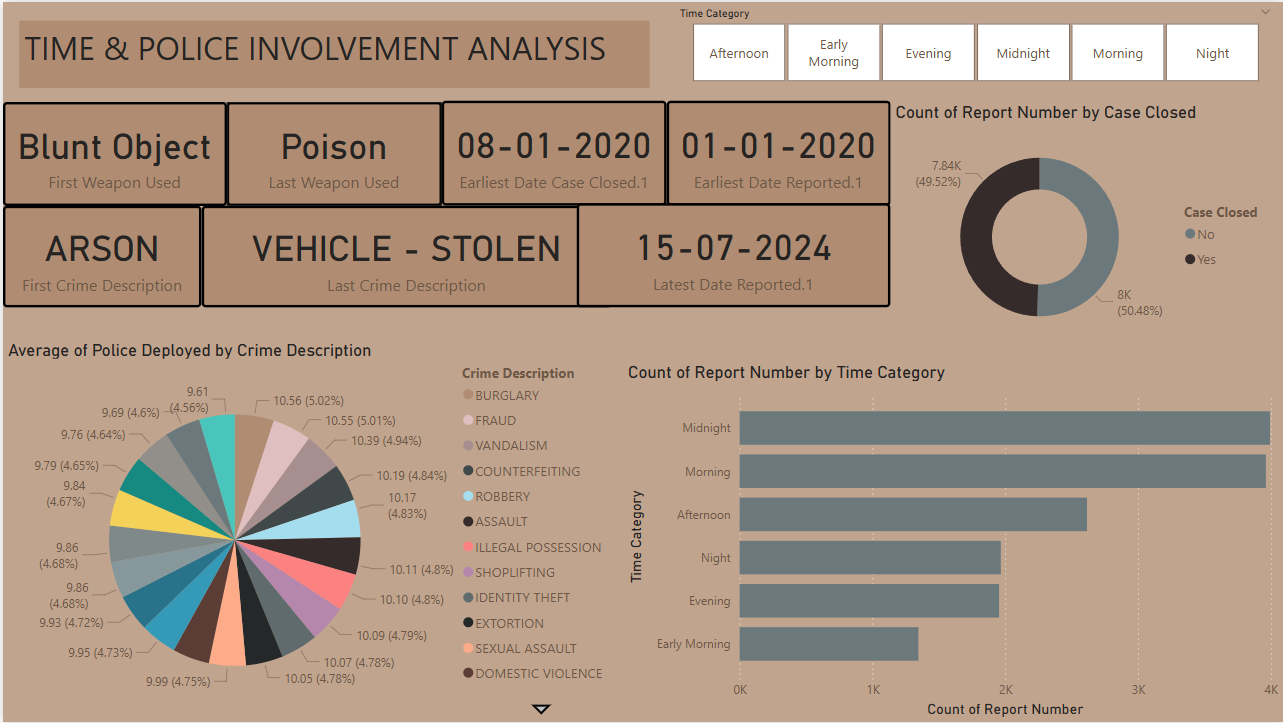 Time Category
TIME & POLICE INVOLVEMENT ANALYSIS
Afternoon
Early
Morning
Evening
Midnight
Morning
Night
Blunt Object
First Weapon Used
Poison
Last Weapon Used
08-01-2020
Earliest Date Case Closed.1
01-01-2020
Earliest Date Reported.1
ARSON
First Crime Description
VEHICLE - STOLEN
Last Crime Description
15-07-2024
Latest Date Reported.1
Count of Report Number by Case Closed
7.84K
(49.52%)
8K
(50.48%)
Case Closed
No
Yes
Average of Police Deployed by Crime Description
10.56 (5.02%)
10.55 (5.01%)
10.39 (4.94%)
10.19 (4.84%)
10.17
(4.83%)
10.11 (4.8%)
10.10 (4.8%)
10.09 (4.79%)
10.07 (4.78%)
10.05 (4.78%)
9.99 (4.75%)
9.95 (4.73%)
9.93 (4.72%)
9.86
(4.68%)
9.86
(4.68%)
9.84
(4.67%)
9.79 (4.65%)
9.76 (4.64%)
9.69 (4.6%)
9.61
(4.56%)
Crime Description
BURGLARY
FRAUD
VANDALISM
COUNTERFEITING
ROBBERY
ASSAULT
ILLEGAL POSSESSION
SHOPLIFTING
IDENTITY THEFT
EXTORTION
SEXUAL ASSAULT
DOMESTIC VIOLENCE
Count of Report Number by Time Category
Time Category
Midnight
Morning
Afternoon
Night
Evening
Early Morning
0K
1K
2K
3K
4K
Count of Report Number